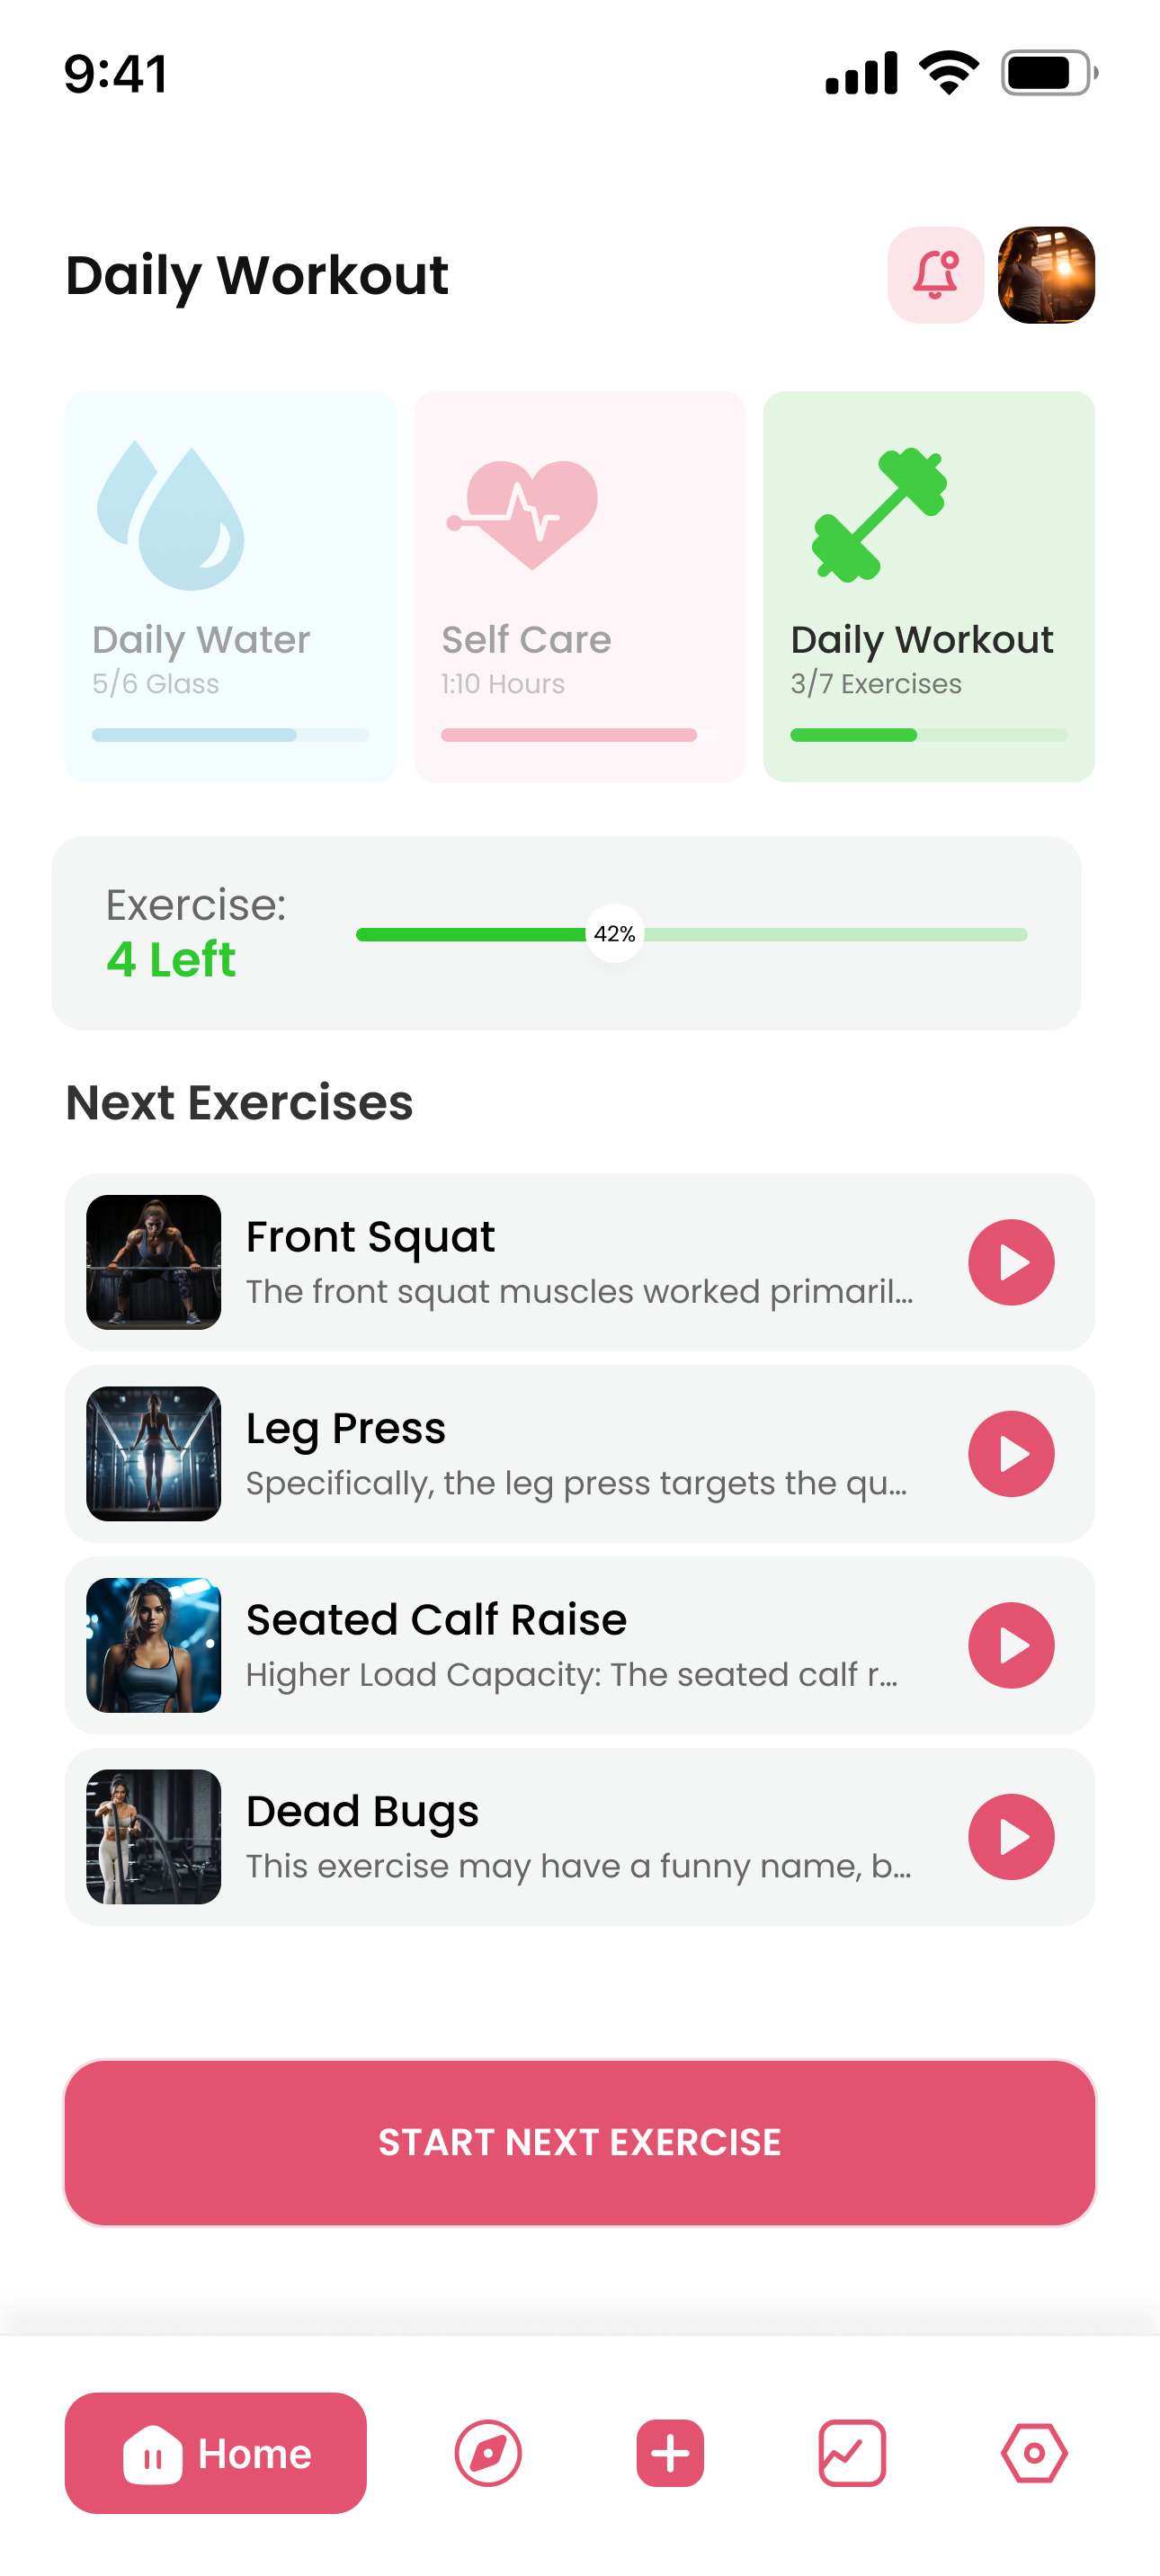 9:41
Daily Workout
Daily Water
5/6 Glass
Self Care
1:10 Hours
Daily Workout
3/7 Exercises
Exercise:
4 Left
42%
Next Exercises
Front Squat
The front squat muscles worked primaril...
Leg Press
Specifically, the leg press targets the qu...
Seated Calf Raise
Higher Load Capacity: The seated calf r...
Dead Bugs
This exercise may have a funny name, b...
START NEXT EXERCISE
Home